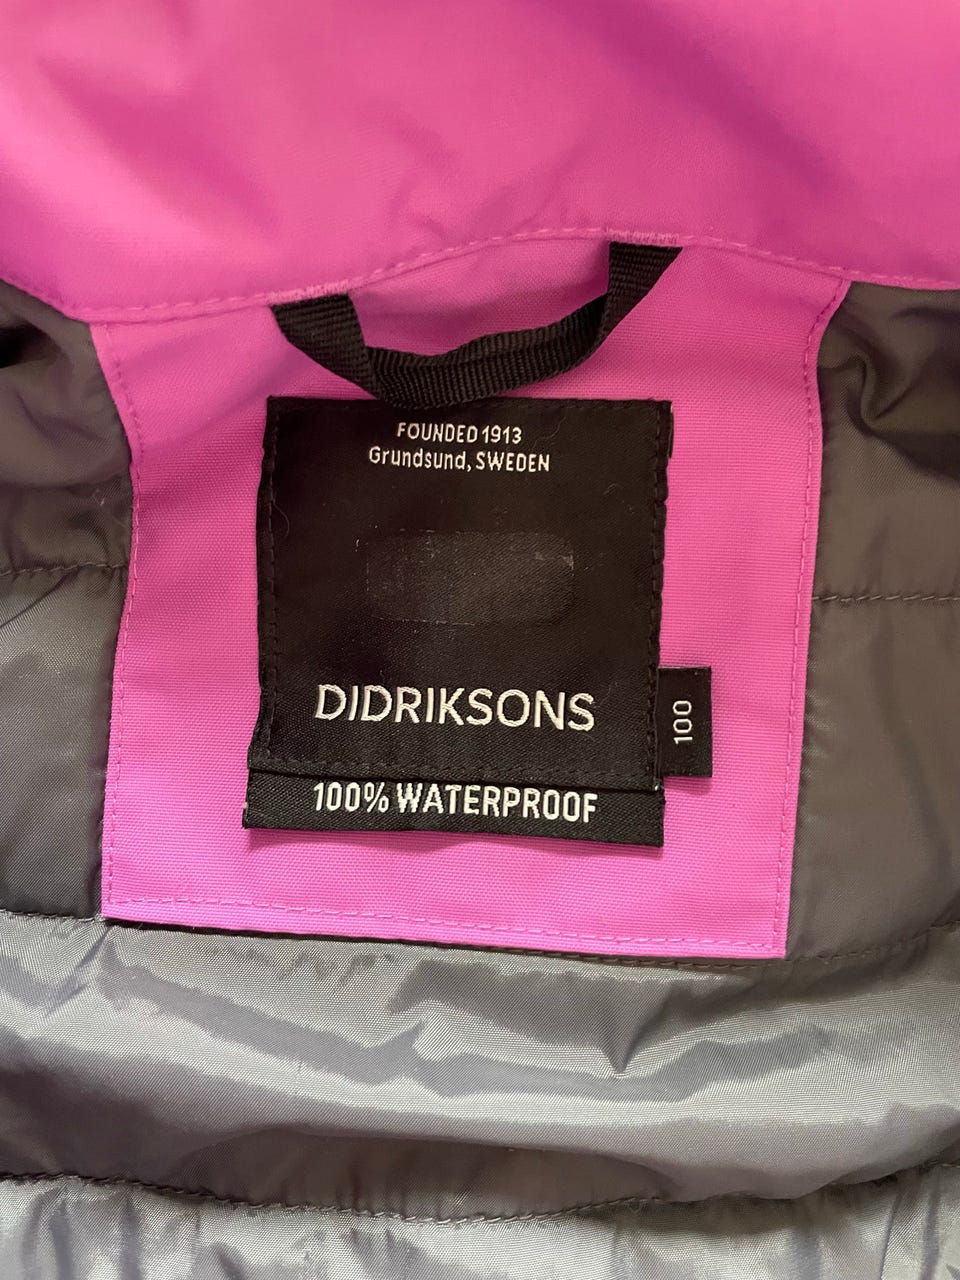 FOUNDED 1913
Grundsund, SWEDEN
DIDRIKSONS
100
100% WATERPROOF